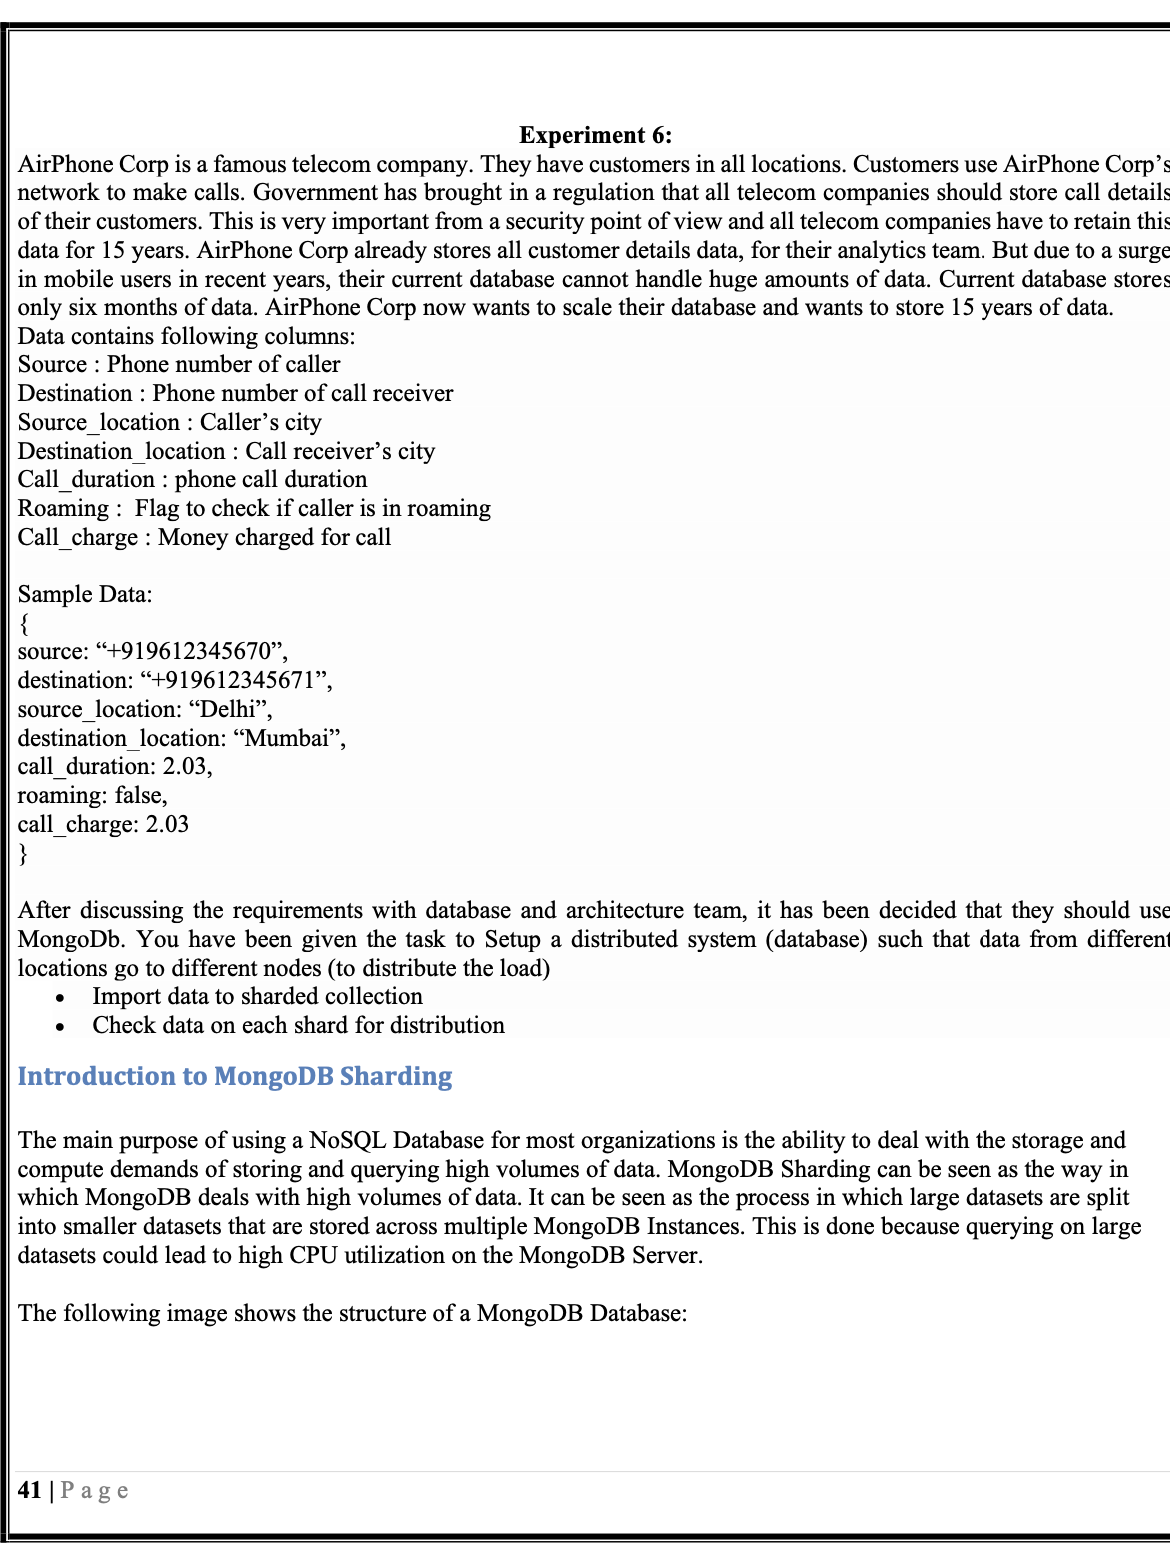 Experiment 6:
AirPhone Corp is a famous telecom company. They have customers in all locations. Customers use AirPhone Corp’s
network to make calls. Government has brought in a regulation that all telecom companies should store call details
of their customers. This is very important from a security point of view and all telecom companies have to retain this
data for 15 years. AirPhone Corp already stores all customer details data, for their analytics team. But due to a surge
in mobile users in recent years, their current database cannot handle huge amounts of data. Current database stores
only six months of data. AirPhone Corp now wants to scale their database and wants to store 15 years of data.
Data contains following columns:
Source : Phone number of caller
Destination : Phone number of call receiver
Source_location : Caller’s city
Destination_location : Call receiver’s city
Call_duration : phone call duration
Roaming :  Flag to check if caller is in roaming
Call_charge : Money charged for call
Sample Data:
{
source: “+919612345670”,
destination: “+919612345671”,
source_location: “Delhi”,
destination_location: “Mumbai”,
call_duration: 2.03,
roaming: false,
call_charge: 2.03
}
After discussing the requirements with database and architecture team, it has been decided that they should use
MongoDb. You have been given the task to Setup a distributed system (database) such that data from different
locations go to different nodes (to distribute the load)
• Import data to sharded collection
• Check data on each shard for distribution
Introduction to MongoDB Sharding
The main purpose of using a NoSQL Database for most organizations is the ability to deal with the storage and
compute demands of storing and querying high volumes of data. MongoDB Sharding can be seen as the way in
which MongoDB deals with high volumes of data. It can be seen as the process in which large datasets are split
into smaller datasets that are stored across multiple MongoDB Instances. This is done because querying on large
datasets could lead to high CPU utilization on the MongoDB Server.
The following image shows the structure of a MongoDB Database:
41 | P a g e